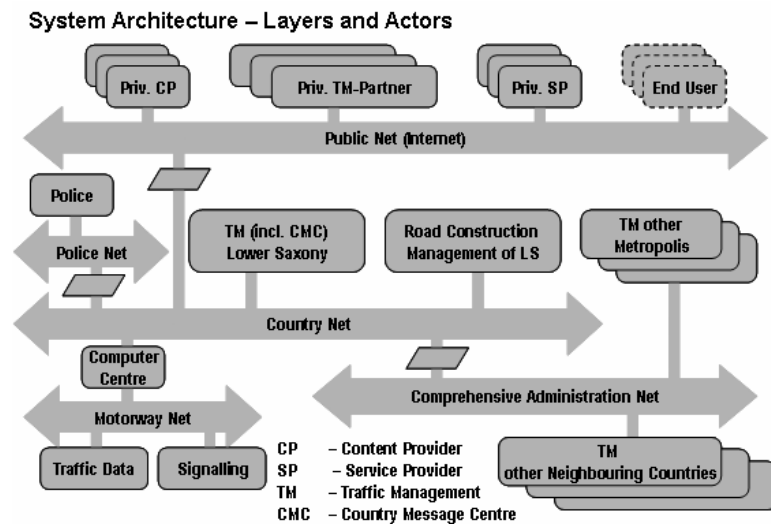 System Architecture – Layers and Actors
Priv. CP
Priv. TM-Partner
Priv. SP
End User
Public Net (Internet)
Police
Police Net
TM (incl. CMC)
Lower Saxony
Road Construction
Management of LS
TM other
Metropolis
Country Net
Computer
Centre
Motorway Net
Comprehensive Administration Net
Traffic Data
Signalling
CP – Content Provider
SP – Service Provider
TM – Traffic Management
CMC – Country Message Centre
TM
other Neighbouring Countries